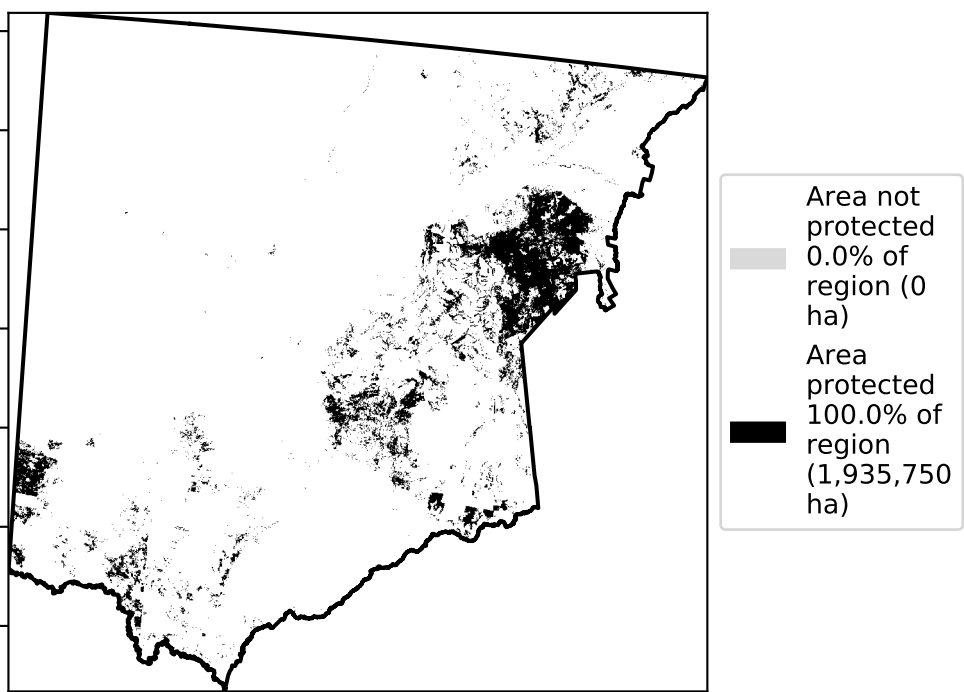 Area not
protected
0.0% of
region (0
ha)
Area
protected
100.0% of
region
(1,935,750
ha)